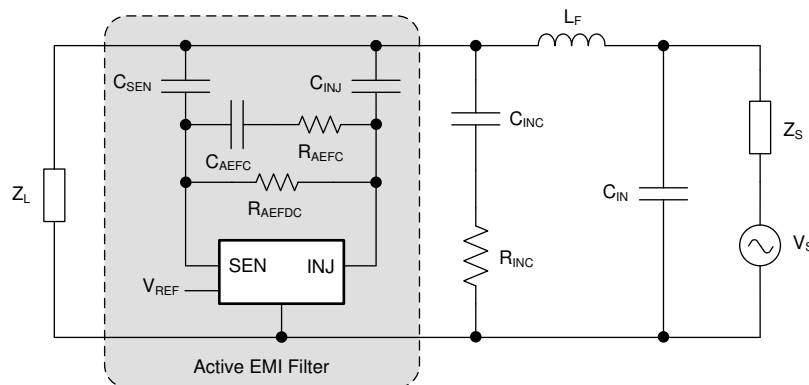 L_F
C_SEN
C_INJ
C_INC
Z_S
C_AEFC
R_AEFC
Z_L
C_IN
R_AEFDC
V_S
SEN INJ
R_INC
V_REF
Active EMI Filter